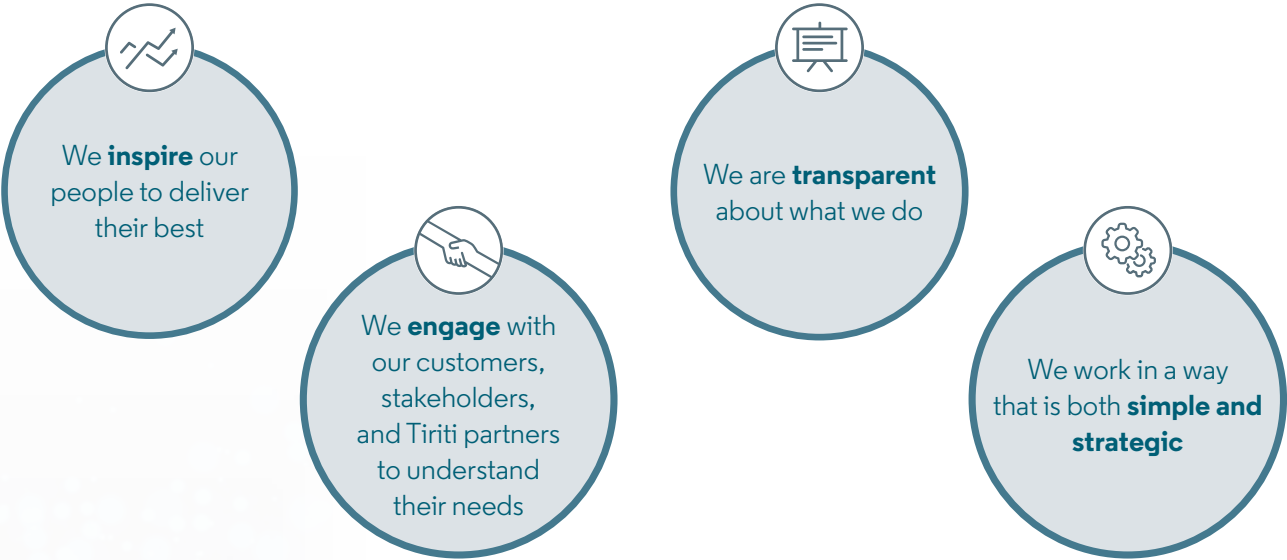 We inspire our
people to deliver
their best
We engage with
our customers,
stakeholders,
and Tiriti partners
to understand
their needs
We are transparent
about what we do
We work in a way
that is both simple and
strategic